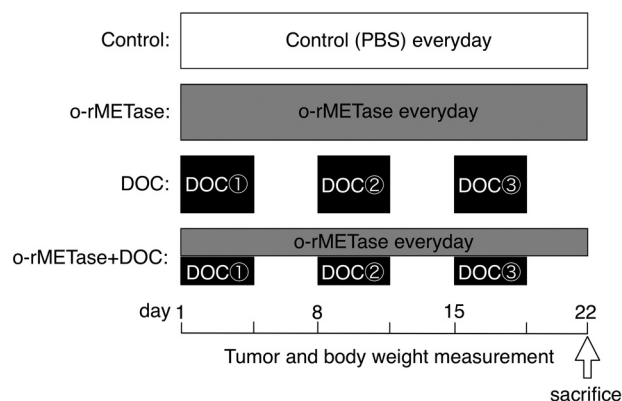 Control: Control (PBS) everyday
o-rMETase: o-rMETase everyday
DOC: DOC① DOC② DOC③
o-rMETase everyday
o-rMETase+DOC:
DOC① DOC② DOC③
day 1 8 15 22
Tumor and body weight measurement
sacrifice